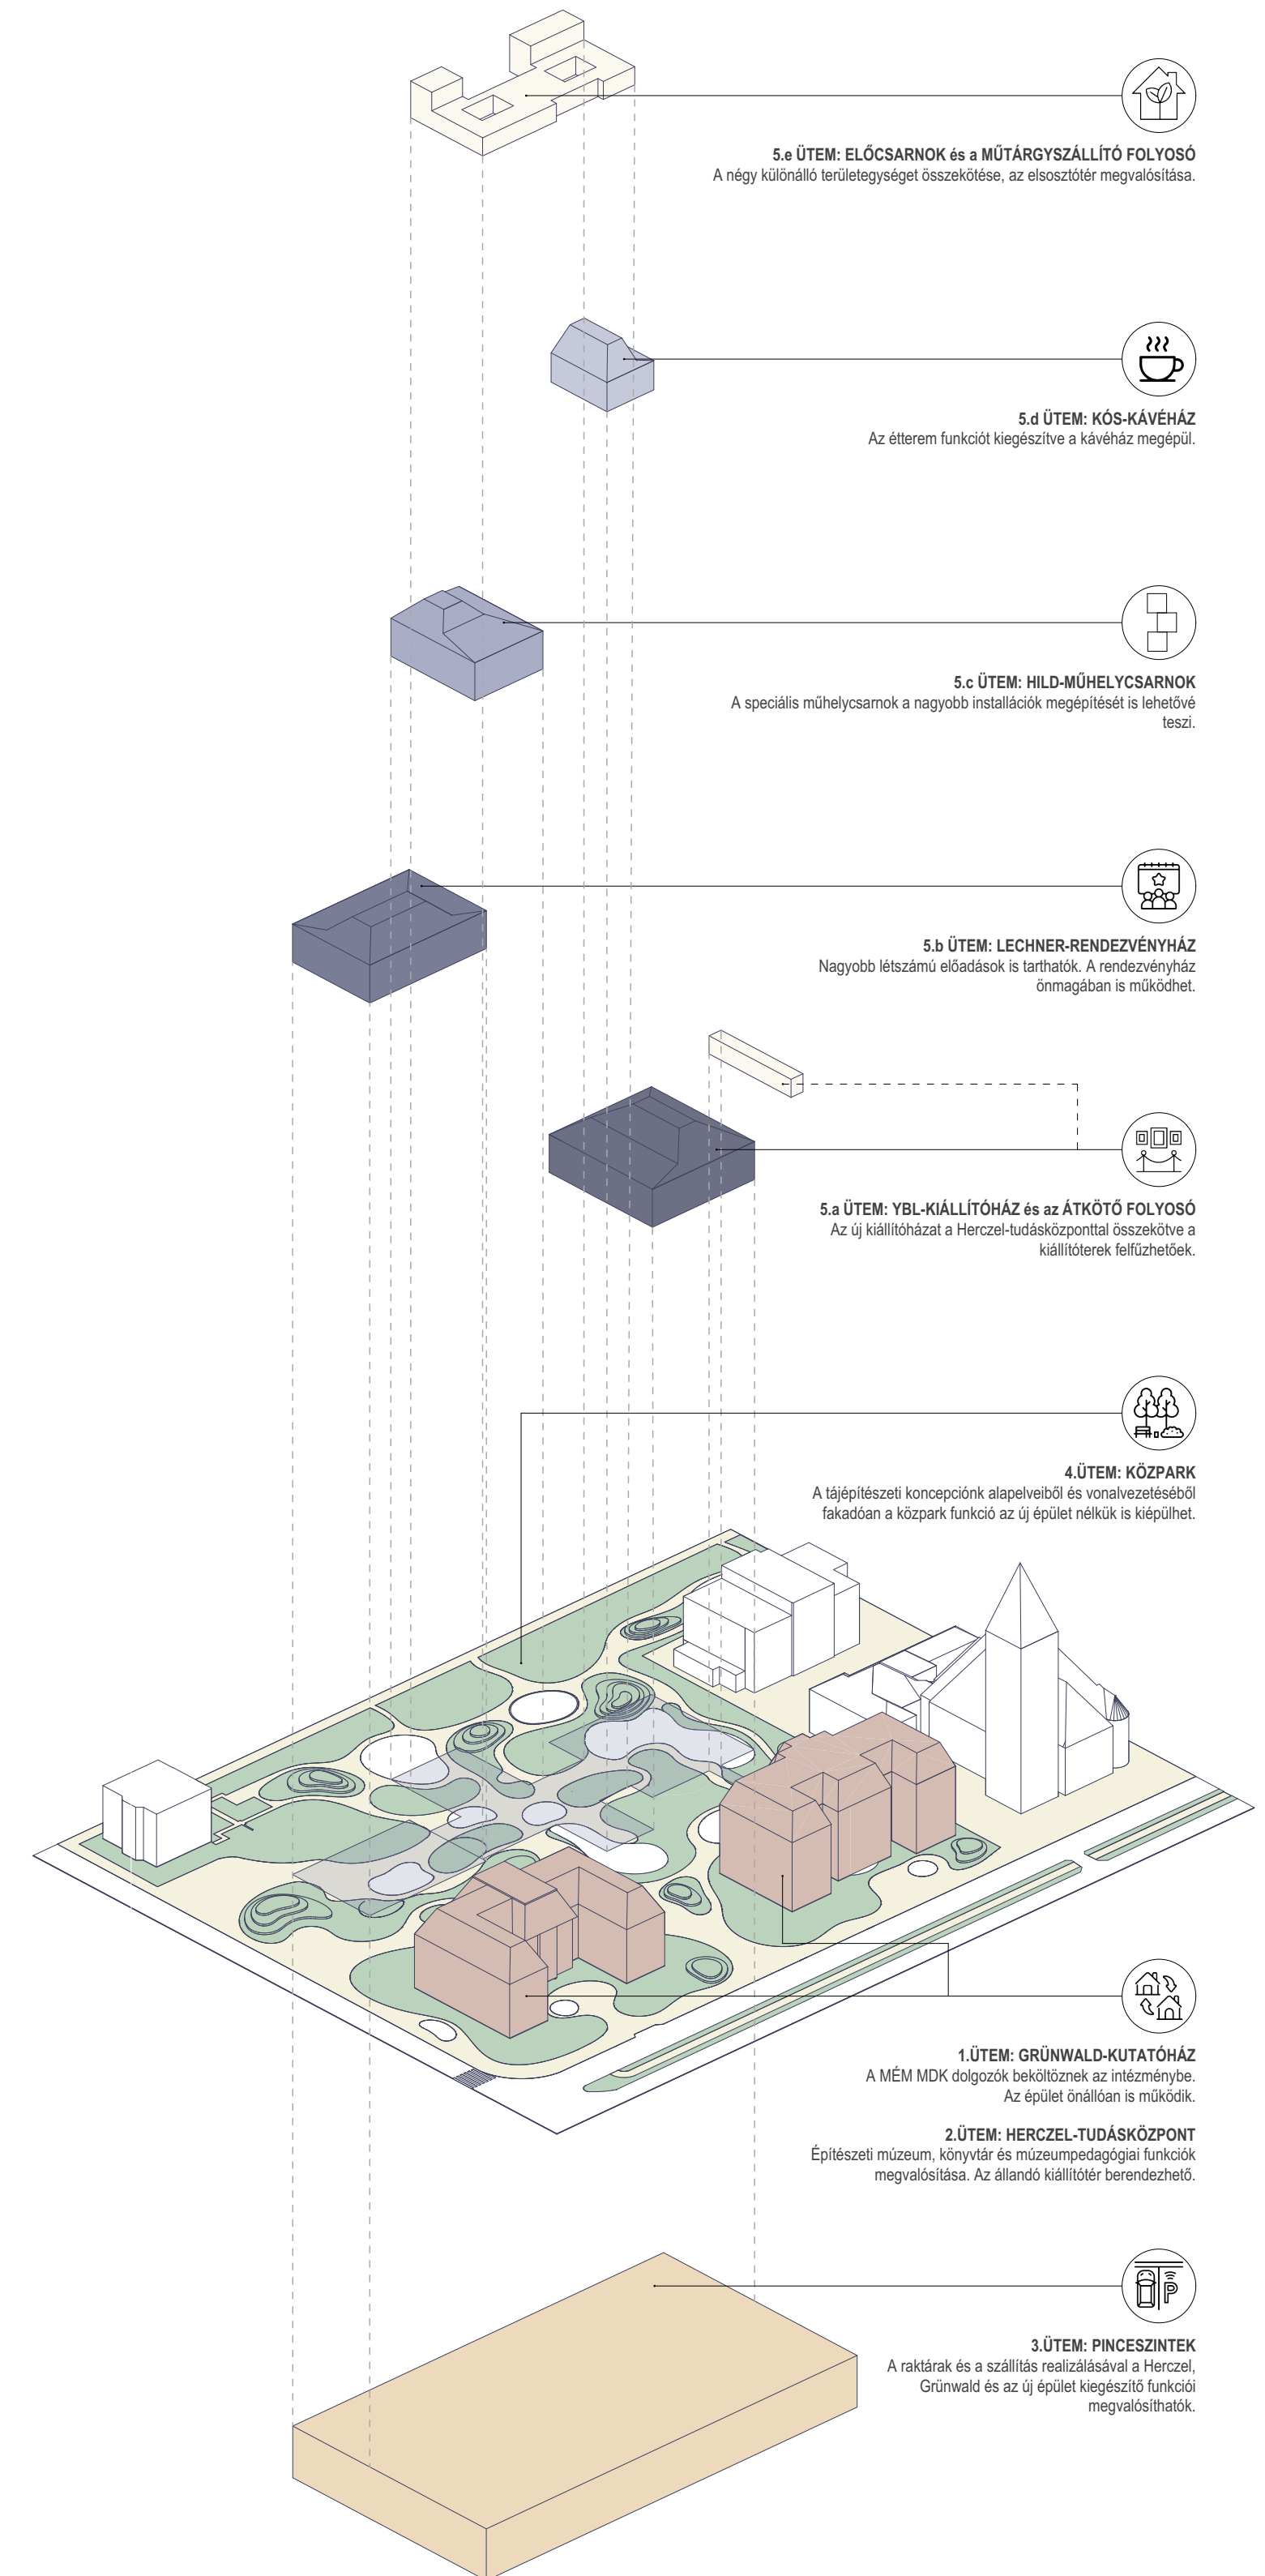 5.e ÜTEM: ELŐCSARNOK és a MŰTÁRGYSZÁLLÍTÓ FOLYOSÓ
A négy különálló területegységet összekötése, az elsosztótér megvalósítása.
5.d ÜTEM: KÓS-KÁVÉHÁZ
Az étterem funkciót kiegészítve a kávéház megépül.
5.c ÜTEM: HILD-MŰHELYCSARNOK
A speciális műhelycsarnok a nagyobb installációk megépítését is lehetővé
teszi.
5.b ÜTEM: LECHNER-RENDEZVÉNYHÁZ
Nagyobb létszámú előadások is tarthatók. A rendezvényház
önmagában is működhet.
5.a ÜTEM: YBL-KIÁLLÍTÓHÁZ és az ÁTKÖTŐ FOLYOSÓ
Az új kiállítóházat a Herczel-tudásközponttal összekötve a
kiállítóterek felfűzhetőek.
4.ÜTEM: KÖZPARK
A tájépítészeti koncepciónk alapelveiből és vonalvezetéséből
fakadóan a közpark funkció az új épület nélkük is kiépülhet.
1.ÜTEM: GRÜNWALD-KUTATÓHÁZ
A MÉM MDK dolgozók beköltöznek az intézménybe.
Az épület önállóan is működik.
2.ÜTEM: HERCZEL-TUDÁSKÖZPONT
Építészeti múzeum, könyvtár és múzeumpedagógiai funkciók
megvalósítása. Az állandó kiállítótér berendezhető.
P
3.ÜTEM: PINCESZINTEK
A raktárak és a szállítás realizálásával a Herczel,
Grünwald és az új épület kiegészítő funkciói
megvalósíthatók.